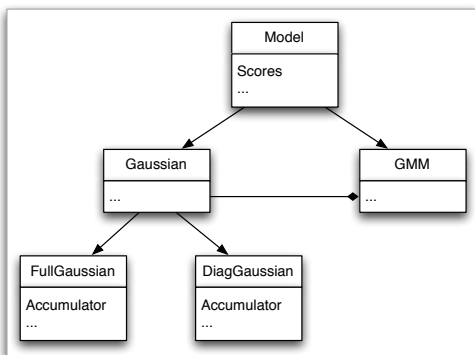 Model
Scores
...
Gaussian
...
GMM
...
FullGaussian
Accumulator
...
DiagGaussian
Accumulator
...